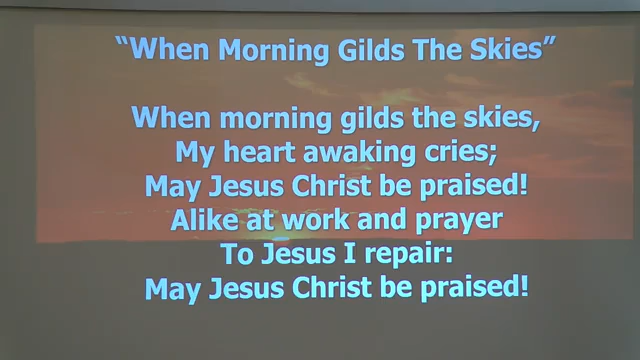 “When Morning Gilds The Skies”
When morning gilds the skies,
My heart awaking cries;
May Jesus Christ be praised!
Alike at work and prayer
To Jesus I repair:
May Jesus Christ be praised!